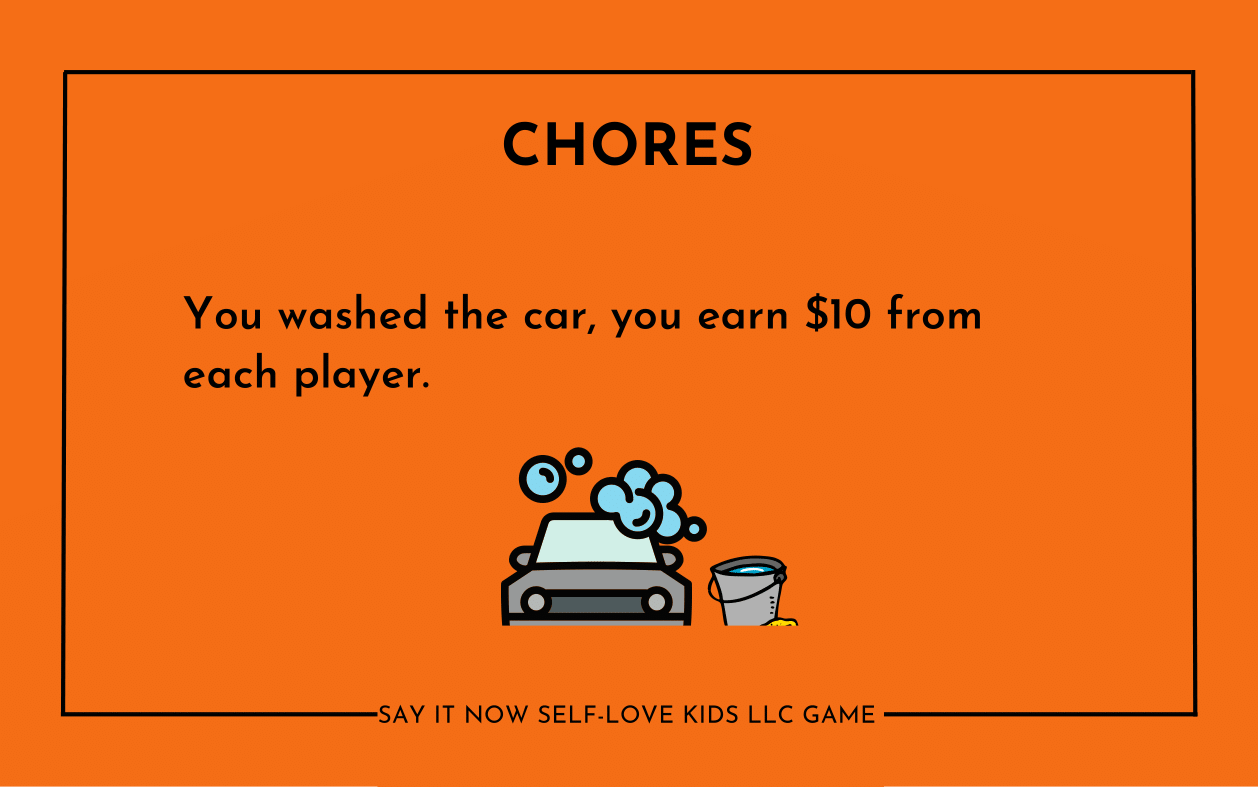 CHORES
You washed the car, you earn $10 from
each player.
SAY IT NOW SELF-LOVE KIDS LLC GAME